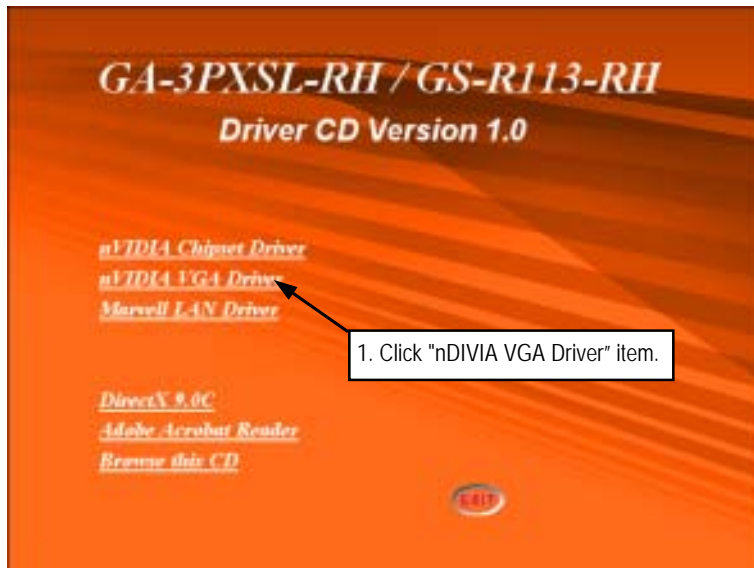 GA-3PXSL-RH / GS-R113-RH
Driver CD Version 1.0
nVIDIA Chipset Driver
nVIDIA VGA Driver
Marvell LAN Driver
1. Click "nDIVIA VGA Driver" item.
DirectX 9.0C
Adobe Acrobat Reader
Browse this CD
EXIT